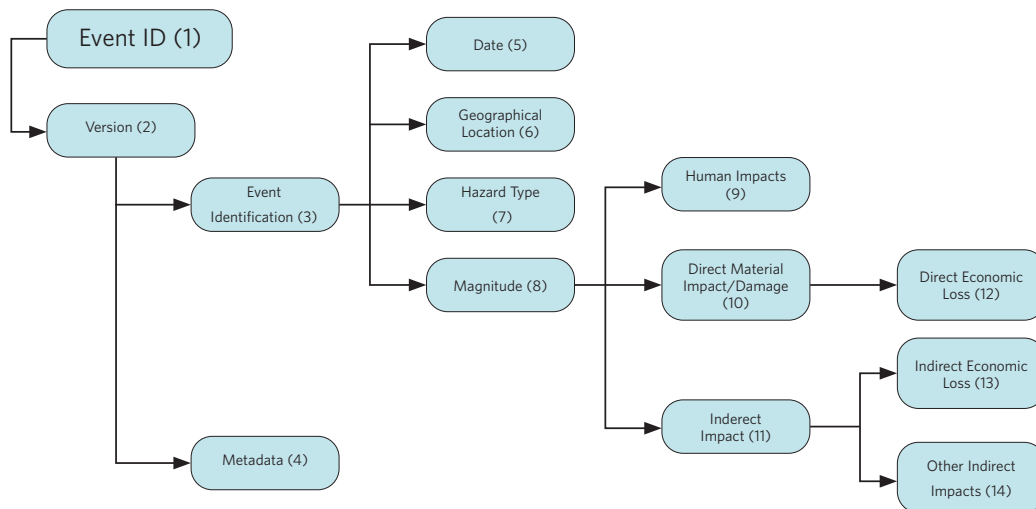 Event ID (1)
Version (2)
Event
Identification (3)
Metadata (4)
Date (5)
Geographical
Location (6)
Hazard Type
(7)
Magnitude (8)
Human Impacts
(9)
Direct Material
Impact/Damage
(10)
Inderect
Impact (11)
Direct Economic
Loss (12)
Indirect Economic
Loss (13)
Other Indirect
Impacts (14)